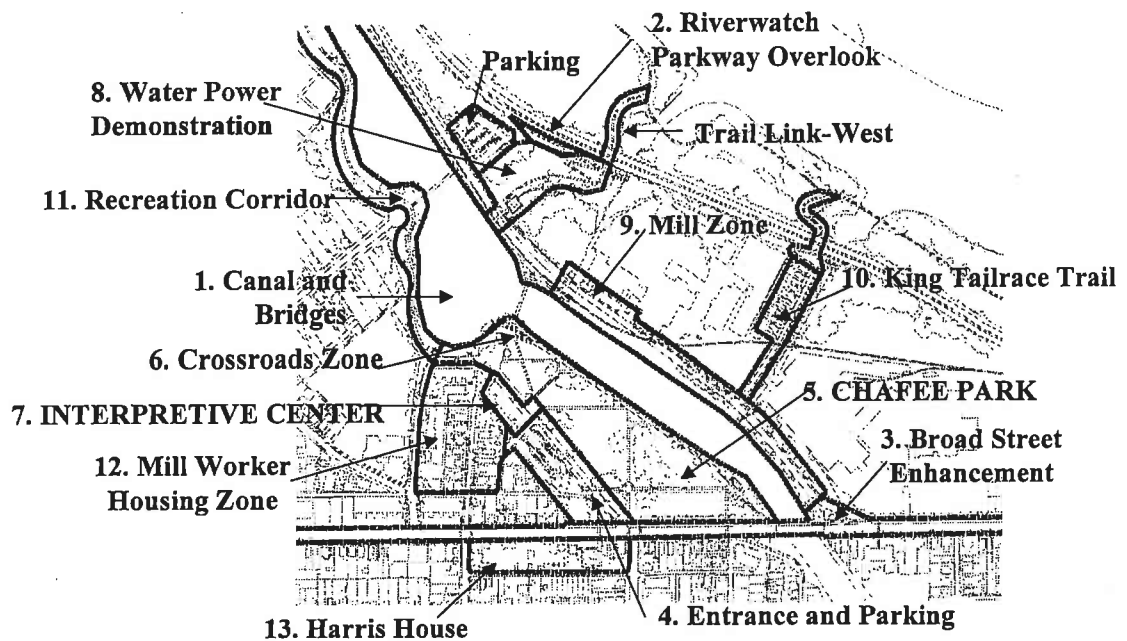 2. Riverwatch
Parkway Overlook
Parking
8. Water Power
Demonstration
Trail Link-West
11. Recreation Corridor
9. Mill Zone
1. Canal and
Bridges
10. King Tailrace Trail
6. Crossroads Zone
5. CHAFEE PARK
7. INTERPRETIVE CENTER
3. Broad Street
Enhancement
12. Mill Worker
Housing Zone
4. Entrance and Parking
13. Harris House